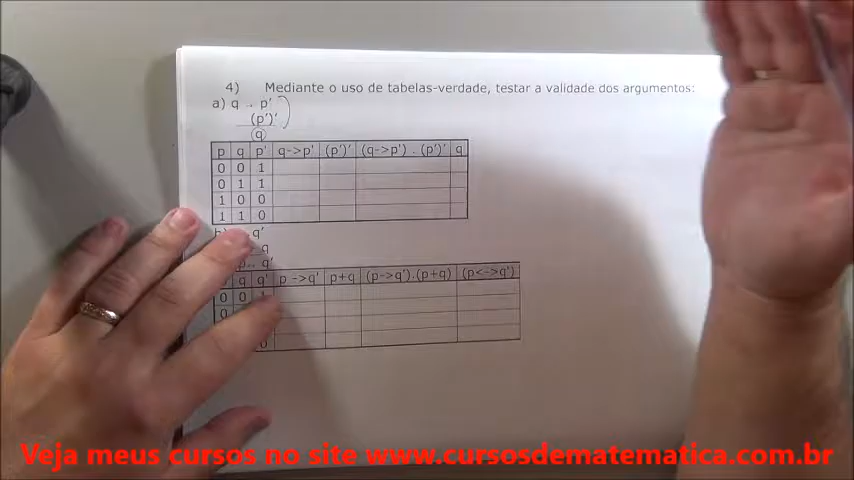 4) Mediante o uso de tabelas-verdade, testar a validade dos argumentos:
a) q → p'
(p')'
q
p q p' q->p' (p')' (q->p') . (p')' q
0 0 1
0 1 1
1 0 0
1 1 0
q'
q
q'
q q' p ->q' p+q (p->q').(p+q) (p<->q')
0 0
0
0
Veja meus cursos no site www.cursosdematematica.com.br